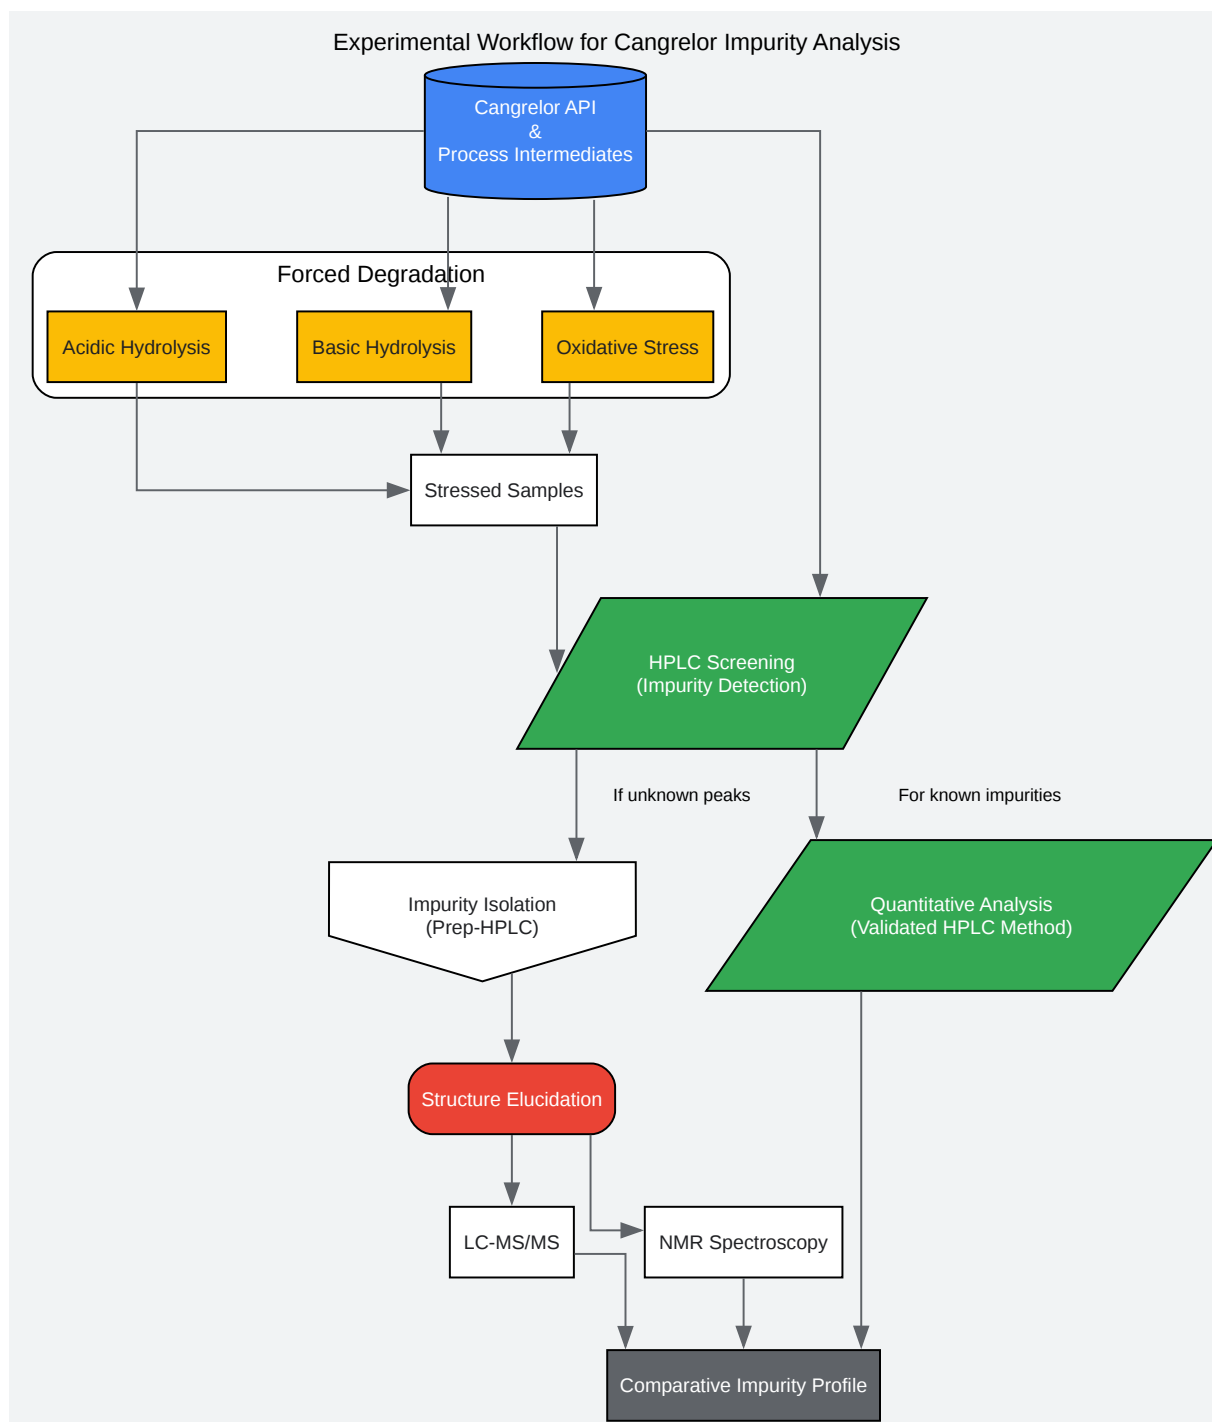 Experimental Workflow for Cangrelor Impurity Analysis
Cangrelor API
&
Process Intermediates
Forced Degradation
Acidic Hydrolysis
Basic Hydrolysis
Oxidative Stress
Stressed Samples
HPLC Screening
(Impurity Detection)
If unknown peaks
For known impurities
Impurity Isolation
(Prep-HPLC)
Quantitative Analysis
(Validated HPLC Method)
Structure Elucidation
LC-MS/MS
NMR Spectroscopy
Comparative Impurity Profile